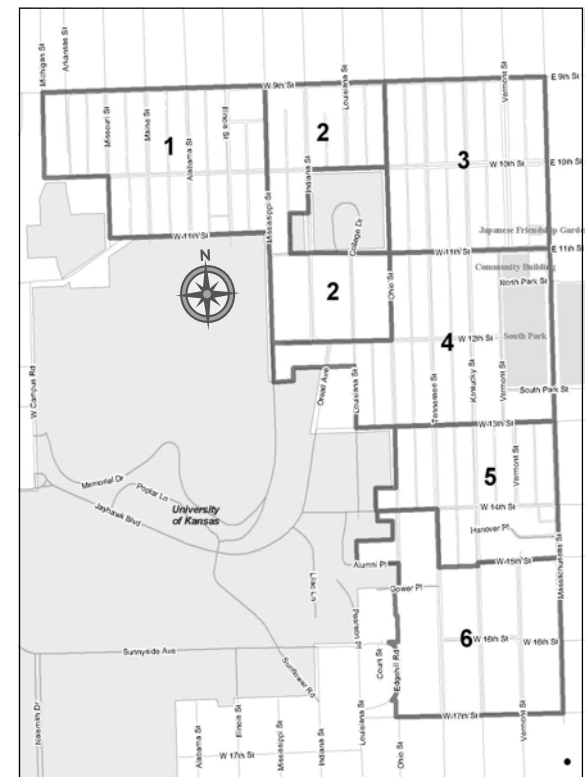 Michigan St
Arkansas St
Missouri St
Maine St
Alabama St
Illinois St
W 9th St
Louisiana St
Vermont St
E 9th St
1
2
3
Indiana St
W 10th St
E 10th St
Mississippi St
College Dr
W 11th St
W 11th St
E 11th St
Japanese Friendship Garde
Community Building
North Park St
N
2
Ohio St
4
W 12th St
South Park
W Campus Rd
Oread Ave
Louisiana St
Tennessee St
Kentucky St
Vermont St
South Park St
W 13th St
5
Vermont St
Memorial Dr
Poplar Ln
Jayhawk Blvd
University
of Kansas
W 14th St
Hanover Pl
W 15th St
Massachusetts St
Alumni Pl
Lilac Ln
Gower Pl
Pearson Pl
6
W 16th St
W 16th St
Sunnyside Ave
Sunflower Rd
Court St
Edgehill Rd
Naismith Dr
Alabama St
Illinois St
Mississippi St
Indiana St
Louisiana St
Ohio St
W 17th St
Vermont St
W 17th St